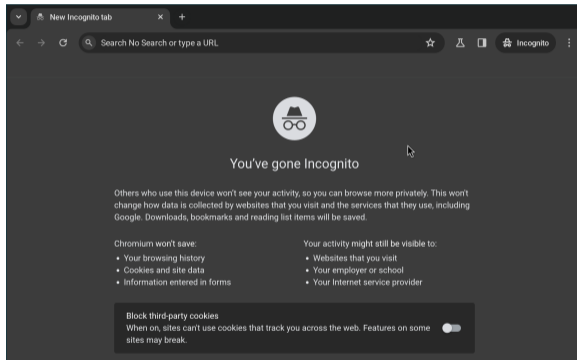 New Incognito tab
Search No Search or type a URL
Incognito
You've gone Incognito
Others who use this device won't see your activity, so you can browse more privately. This won't
change how data is collected by websites that you visit and the services that they use, including
Google. Downloads, bookmarks and reading list items will be saved.
Chromium won't save:
• Your browsing history
• Cookies and site data
• Information entered in forms
Your activity might still be visible to:
• Websites that you visit
• Your employer or school
• Your Internet service provider
Block third-party cookies
When on, sites can't use cookies that track you across the web. Features on some
sites may break.